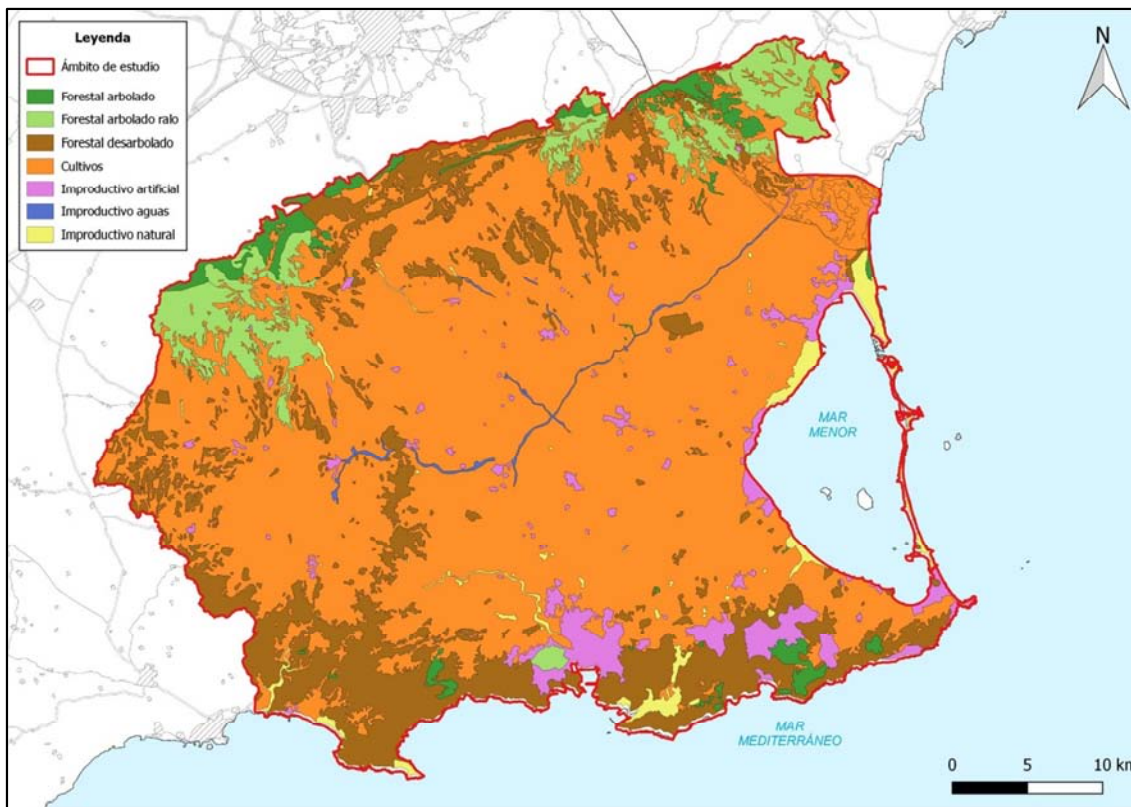 Leyenda
Ámbito de estudio
Forestal arbolado
Forestal arbolado ralo
Forestal desarbolado
Cultivos
Improductivo artificial
Improductivo aguas
Improductivo natural
N
MAR
MENOR
MAR
MEDITERRÁNEO
0 5 10 km